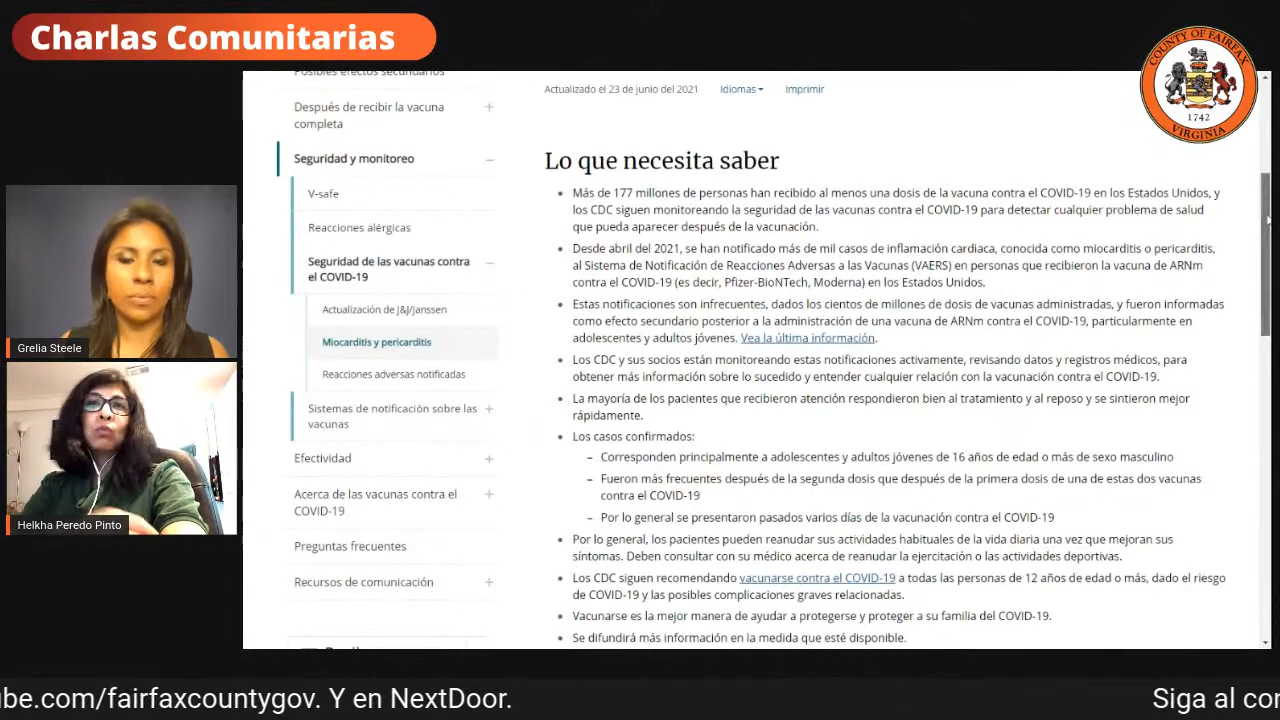 Charlas Comunitarias
COUNTY OF FAIRFAX
1742
VIRGINIA
Posibles efectos secundarios
Después de recibir la vacuna
completa
Seguridad y monitoreo
V-safe
Reacciones alérgicas
Seguridad de las vacunas contra
el COVID-19
Actualización de J&J/Janssen
Miocarditis y pericarditis
Reacciones adversas notificadas
Sistemas de notificación sobre las
vacunas
Efectividad
Acerca de las vacunas contra el
COVID-19
Preguntas frecuentes
Recursos de comunicación
Actualizado el 23 de junio del 2021 Idiomas Imprimir
Lo que necesita saber
Más de 177 millones de personas han recibido al menos una dosis de la vacuna contra el COVID-19 en los Estados Unidos, y
los CDC siguen monitoreando la seguridad de las vacunas contra el COVID-19 para detectar cualquier problema de salud
que pueda aparecer después de la vacunación.
Desde abril del 2021, se han notificado más de mil casos de inflamación cardiaca, conocida como miocarditis o pericarditis,
al Sistema de Notificación de Reacciones Adversas a las Vacunas (VAERS) en personas que recibieron la vacuna de ARNm
contra el COVID-19 (es decir, Pfizer-BioNTech, Moderna) en los Estados Unidos.
Estas notificaciones son infrecuentes, dados los cientos de millones de dosis de vacunas administradas, y fueron informadas
como efecto secundario posterior a la administración de una vacuna de ARNm contra el COVID-19, particularmente en
adolescentes y adultos jóvenes. Vea la última información.
Los CDC y sus socios están monitoreando estas notificaciones activamente, revisando datos y registros médicos, para
obtener más información sobre lo sucedido y entender cualquier relación con la vacunación contra el COVID-19.
La mayoría de los pacientes que recibieron atención respondieron bien al tratamiento y al reposo y se sintieron mejor
rápidamente.
Los casos confirmados:
– Corresponden principalmente a adolescentes y adultos jóvenes de 16 años de edad o más de sexo masculino
– Fueron más frecuentes después de la segunda dosis que después de la primera dosis de una de estas dos vacunas
contra el COVID-19
– Por lo general se presentaron pasados varios días de la vacunación contra el COVID-19
Por lo general, los pacientes pueden reanudar sus actividades habituales de la vida diaria una vez que mejoran sus
síntomas. Deben consultar con su médico acerca de reanudar la ejercitación o las actividades deportivas.
Los CDC siguen recomendando vacunarse contra el COVID-19 a todas las personas de 12 años de edad o más, dado el riesgo
de COVID-19 y las posibles complicaciones graves relacionadas.
Vacunarse es la mejor manera de ayudar a protegerse y proteger a su familia del COVID-19.
Se difundirá más información en la medida que esté disponible.
Grelia Steele
Helkha Peredo Pinto
ube.com/fairfaxcountygov. Y en NextDoor. Siga al con